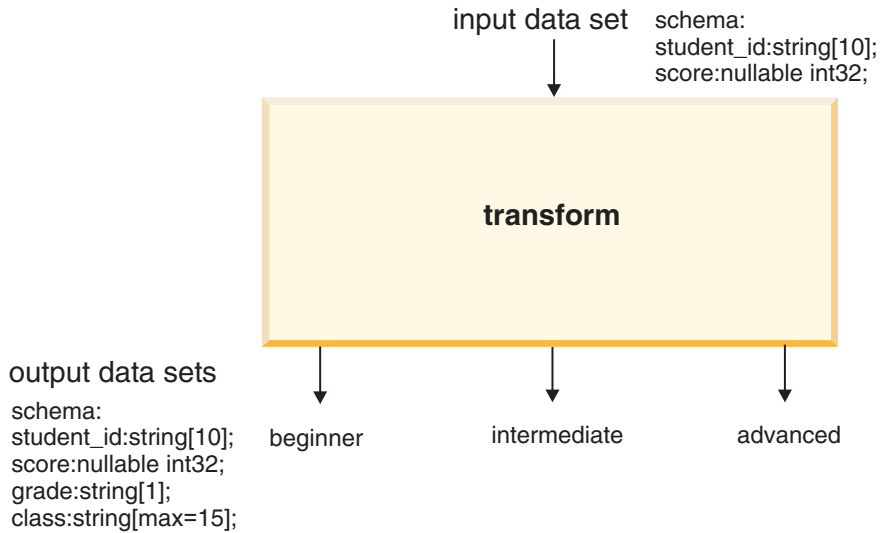 input data set
schema:
student_id:string[10];
score:nullable int32;
transform
output data sets
schema:
student_id:string[10];
score:nullable int32;
grade:string[1];
class:string[max=15];
beginner
intermediate
advanced